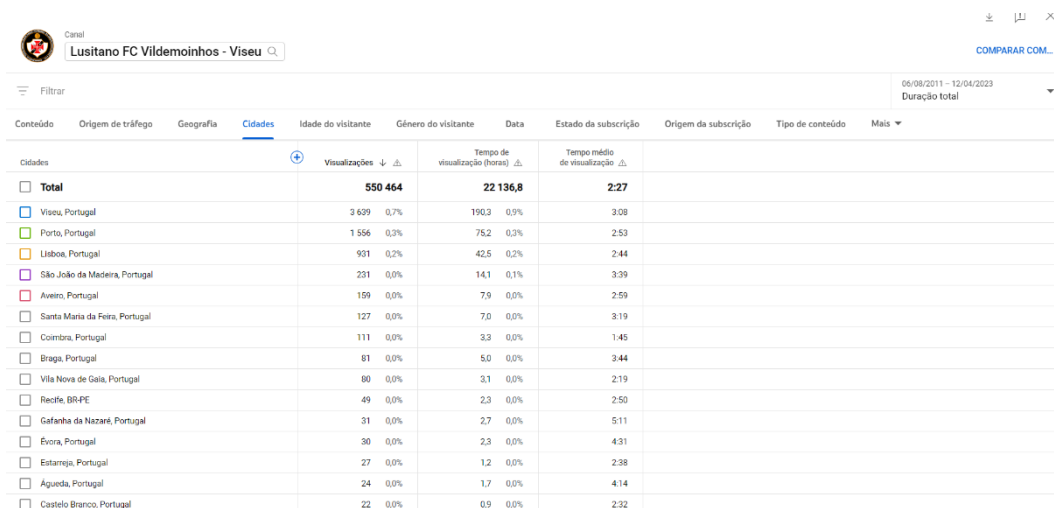 Canal
Lusitano FC Vildemoinhos - Viseu
COMPARAR COM...
Filtrar
06/08/2011 – 12/04/2023
Duração total
Conteúdo Origem de tráfego Geografia Cidades Idade do visitante Género do visitante Data Estado da subscrição Origem da subscrição Tipo de conteúdo Mais
Cidades Visualizações Tempo de visualização (horas) Tempo médio de visualização
Total 550 464 22 136,8 2:27
Viseu, Portugal 3 639 0,7% 190,3 0,9% 3:08
Porto, Portugal 1 556 0,3% 75,2 0,3% 2:53
Lisboa, Portugal 931 0,2% 42,5 0,2% 2:44
São João da Madeira, Portugal 231 0,0% 14,1 0,1% 3:39
Aveiro, Portugal 159 0,0% 7,9 0,0% 2:59
Santa Maria da Feira, Portugal 127 0,0% 7,0 0,0% 3:19
Coimbra, Portugal 111 0,0% 3,3 0,0% 1:45
Braga, Portugal 81 0,0% 5,0 0,0% 3:44
Vila Nova de Gaia, Portugal 80 0,0% 3,1 0,0% 2:19
Recife, BR-PE 49 0,0% 2,3 0,0% 2:50
Gafanha da Nazaré, Portugal 31 0,0% 2,7 0,0% 5:11
Évora, Portugal 30 0,0% 2,3 0,0% 4:31
Estarreja, Portugal 27 0,0% 1,2 0,0% 2:38
Águeda, Portugal 24 0,0% 1,7 0,0% 4:14
Castelo Branco, Portugal 22 0,0% 0,9 0,0% 2:32